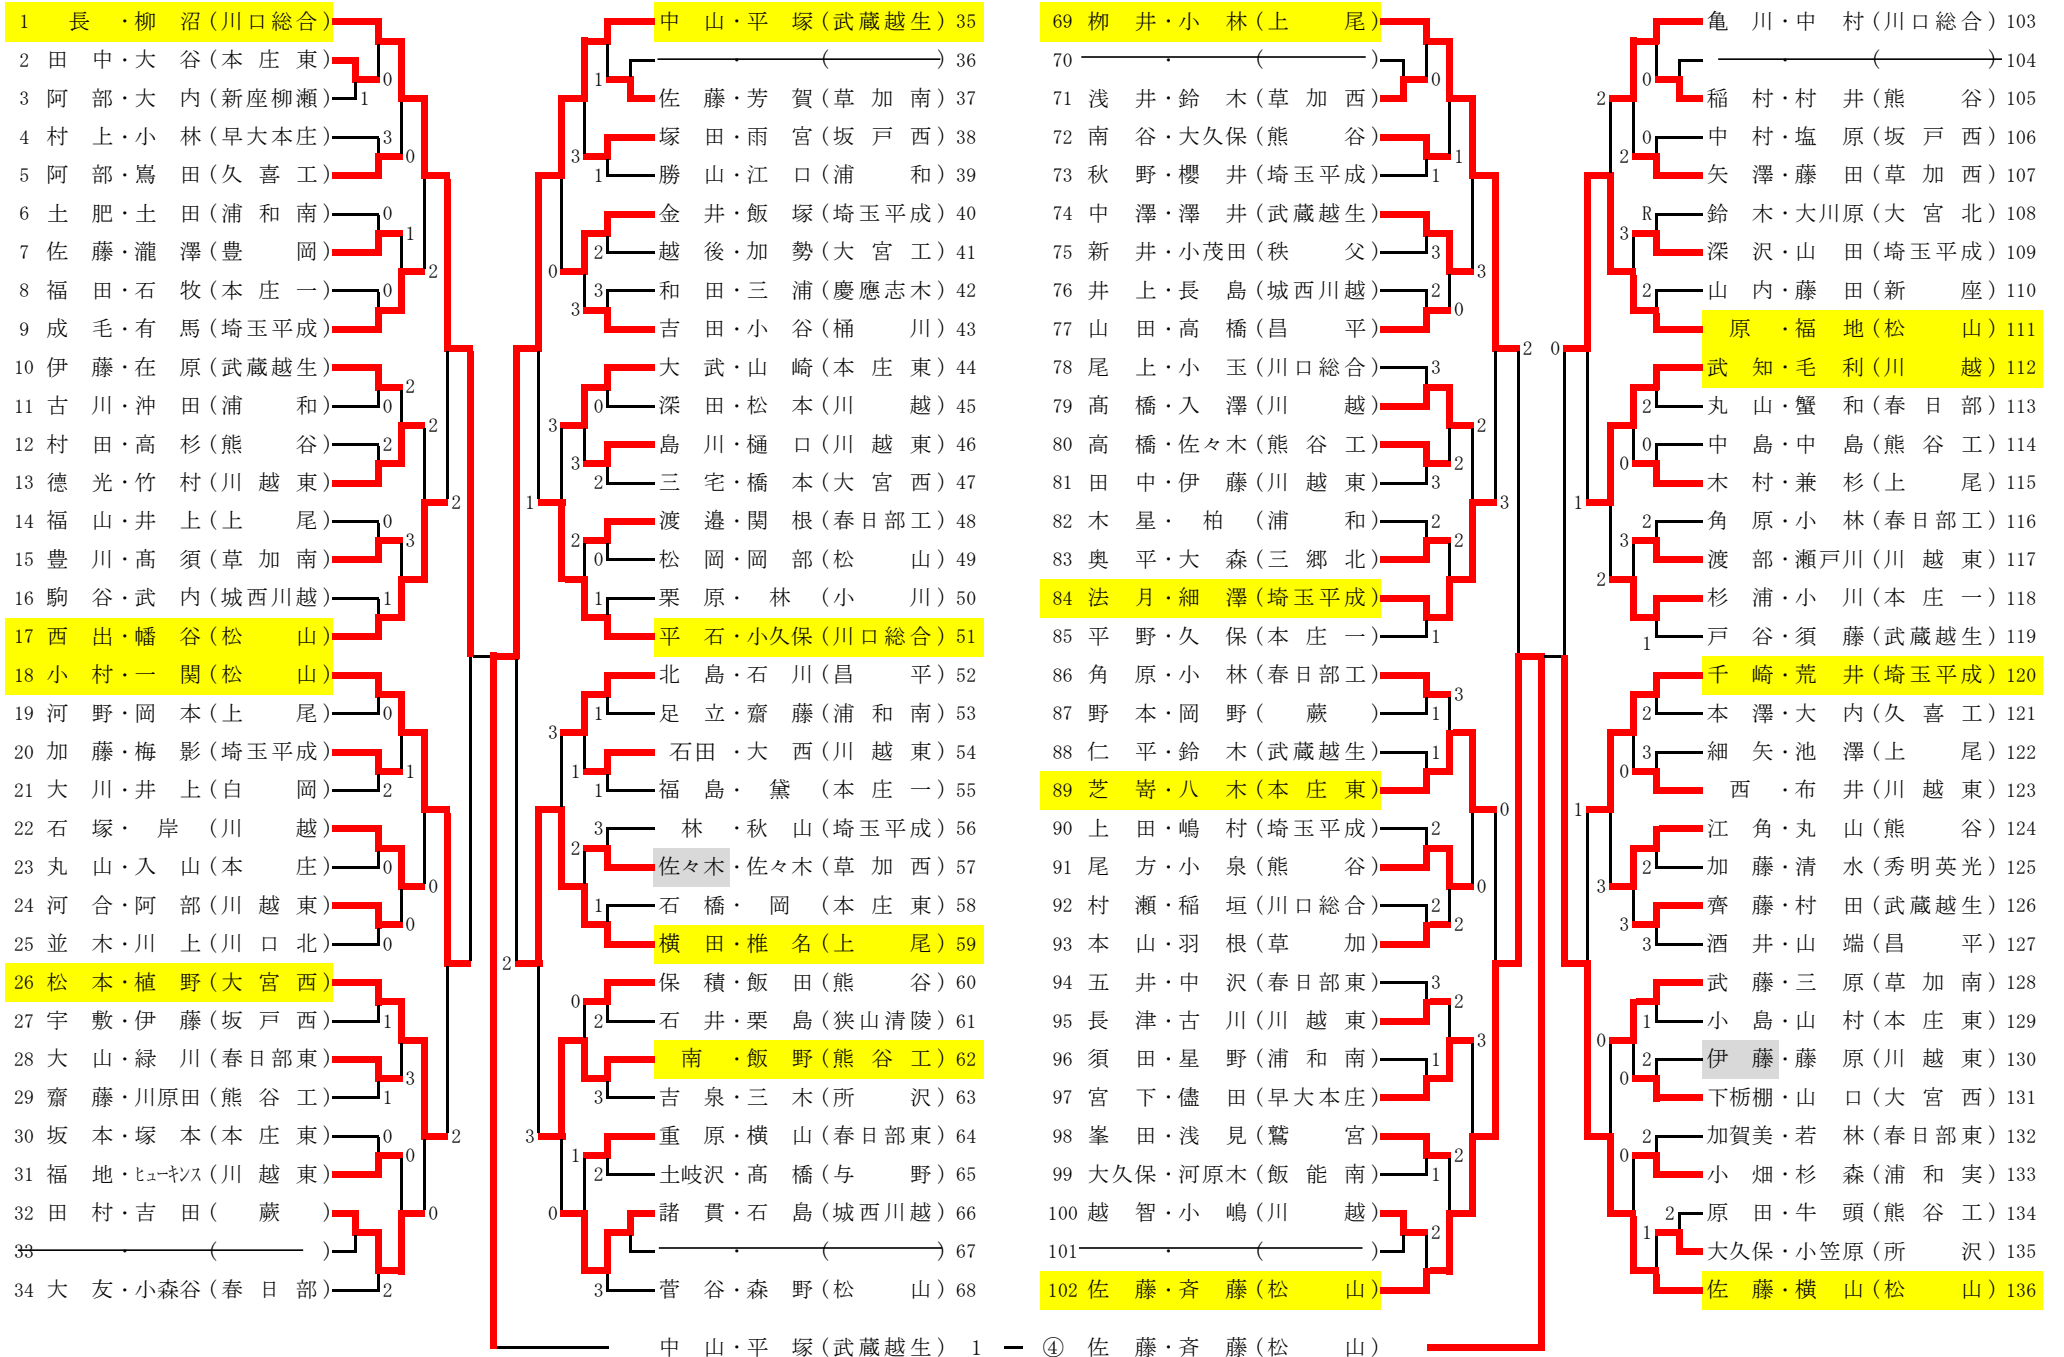 1 長・柳沼(川口総合)
2 田中・大谷(本庄東)
3 阿部・大内(新座柳瀬)
4 村上・小林(早大本庄)
5 阿部・嶌田(久喜工)
6 土肥・土田(浦和南)
7 佐藤・瀧澤(豊岡)
8 福田・石牧(本庄一)
9 成毛・有馬(埼玉平成)
10 伊藤・在原(武蔵越生)
11 古川・沖田(浦和)
12 村田・高杉(熊谷)
13 德光・竹村(川越東)
14 福山・井上(上尾)
15 豊川・髙須(草加南)
16 駒谷・武内(城西川越)
17 西出・幡谷(松山)
18 小村・一関(松山)
19 河野・岡本(上尾)
20 加藤・梅影(埼玉平成)
21 大川・井上(白岡)
22 石塚・岸(川越)
23 丸山・入山(本庄)
24 河合・阿部(川越東)
25 並木・川上(川口北)
26 松本・植野(大宮西)
27 宇敷・伊藤(坂戸西)
28 大山・緑川(春日部東)
29 齋藤・川原田(熊谷工)
30 坂本・塚本(本庄東)
31 福地・ヒューキンス(川越東)
32 田村・吉田(蕨)
33 ・( )
34 大友・小森谷(春日部)
中山・平塚(武蔵越生) 35
・( ) 36
佐藤・芳賀(草加南) 37
塚田・雨宮(坂戸西) 38
勝山・江口(浦和) 39
金井・飯塚(埼玉平成) 40
越後・加勢(大宮工) 41
和田・三浦(慶應志木) 42
吉田・小谷(桶川) 43
大武・山崎(本庄東) 44
深田・松本(川越) 45
島川・樋口(川越東) 46
三宅・橋本(大宮西) 47
渡邉・関根(春日部工) 48
松岡・岡部(松山) 49
栗原・林(小川) 50
平石・小久保(川口総合) 51
北島・石川(昌平) 52
足立・齋藤(浦和南) 53
石田・大西(川越東) 54
福島・黛(本庄一) 55
林・秋山(埼玉平成) 56
佐々木・佐々木(草加西) 57
石橋・岡(本庄東) 58
横田・椎名(上尾) 59
保積・飯田(熊谷) 60
石井・栗島(狭山清陵) 61
南・飯野(熊谷工) 62
吉泉・三木(所沢) 63
重原・横山(春日部東) 64
土岐沢・髙橋(与野) 65
諸貫・石島(城西川越) 66
・( ) 67
菅谷・森野(松山) 68
69 栁井・小林(上尾)
70 ・( )
71 浅井・鈴木(草加西)
72 南谷・大久保(熊谷)
73 秋野・櫻井(埼玉平成)
74 中澤・澤井(武蔵越生)
75 新井・小茂田(秩父)
76 井上・長島(城西川越)
77 山田・高橋(昌平)
78 尾上・小玉(川口総合)
79 髙橋・入澤(川越)
80 高橋・佐々木(熊谷工)
81 田中・伊藤(川越東)
82 木星・柏(浦和)
83 奥平・大森(三郷北)
84 法月・細澤(埼玉平成)
85 平野・久保(本庄一)
86 角原・小林(春日部工)
87 野本・岡野(蕨)
88 仁平・鈴木(武蔵越生)
89 芝嵜・八木(本庄東)
90 上田・嶋村(埼玉平成)
91 尾方・小泉(熊谷)
92 村瀬・稲垣(川口総合)
93 本山・羽根(草加)
94 五井・中沢(春日部東)
95 長津・古川(川越東)
96 須田・星野(浦和南)
97 宮下・儘田(早大本庄)
98 峯田・浅見(鷲宮)
99 大久保・河原木(飯能南)
100 越智・小嶋(川越)
101 ・( )
102 佐藤・斉藤(松山)
亀川・中村(川口総合) 103
・( ) 104
稲村・村井(熊谷) 105
中村・塩原(坂戸西) 106
矢澤・藤田(草加西) 107
鈴木・大川原(大宮北) 108
深沢・山田(埼玉平成) 109
山内・藤田(新座) 110
原・福地(松山) 111
武知・毛利(川越) 112
丸山・蟹和(春日部) 113
中島・中島(熊谷工) 114
木村・兼杉(上尾) 115
角原・小林(春日部工) 116
渡部・瀬戸川(川越東) 117
杉浦・小川(本庄一) 118
戸谷・須藤(武蔵越生) 119
千崎・荒井(埼玉平成) 120
本澤・大内(久喜工) 121
細矢・池澤(上尾) 122
西・布井(川越東) 123
江角・丸山(熊谷) 124
加藤・清水(秀明英光) 125
齊藤・村田(武蔵越生) 126
酒井・山端(昌平) 127
武藤・三原(草加南) 128
小島・山村(本庄東) 129
伊藤・藤原(川越東) 130
下栃棚・山口(大宮西) 131
加賀美・若林(春日部東) 132
小畑・杉森(浦和実) 133
原田・牛頭(熊谷工) 134
大久保・小笠原(所沢) 135
佐藤・横山(松山) 136
中山・平塚(武蔵越生) 1 ー ④ 佐藤・斉藤(松山)